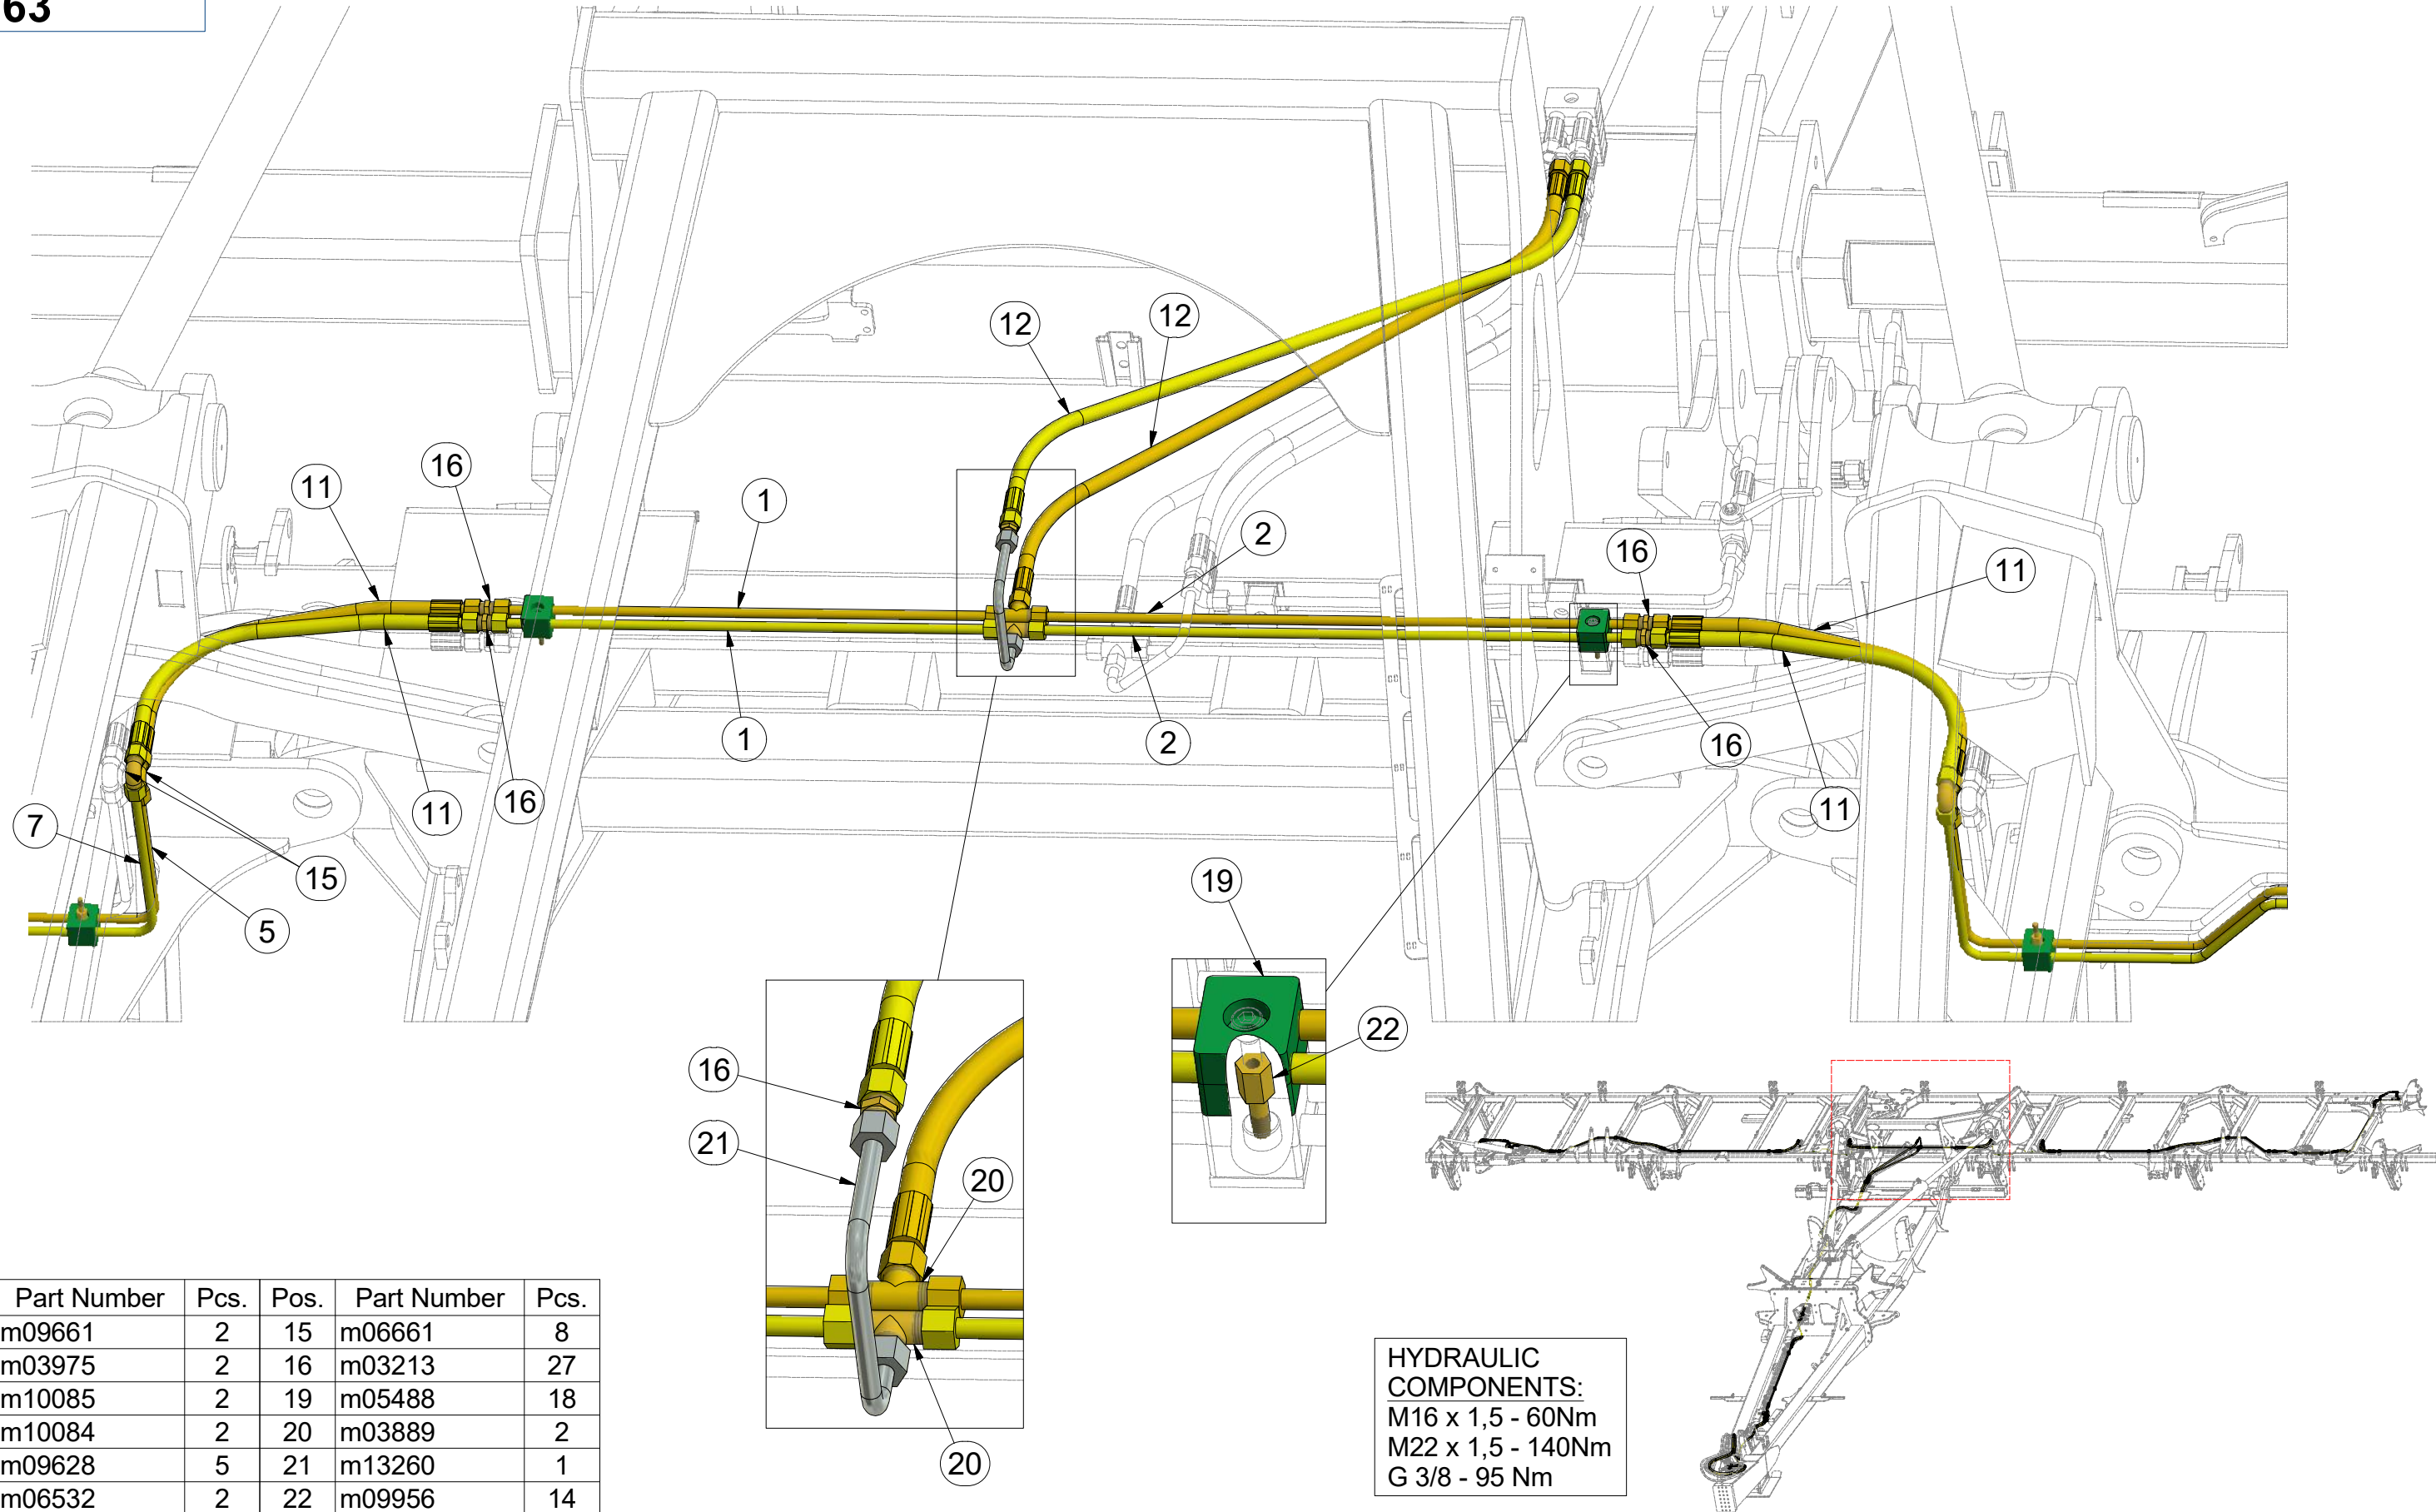 63
12
12
16
11
1
2
16
11
1
2
16
11
16
11
7
15
5
19
22
16
21
20
20
Part Number Pcs. Pos. Part Number Pcs.
m09661 2 15 m06661 8
m03975 2 16 m03213 27
m10085 2 19 m05488 18
m10084 2 20 m03889 2
m09628 5 21 m13260 1
m06532 2 22 m09956 14
HYDRAULIC
COMPONENTS:
M16 x 1,5 - 60Nm
M22 x 1,5 - 140Nm
G 3/8 - 95 Nm